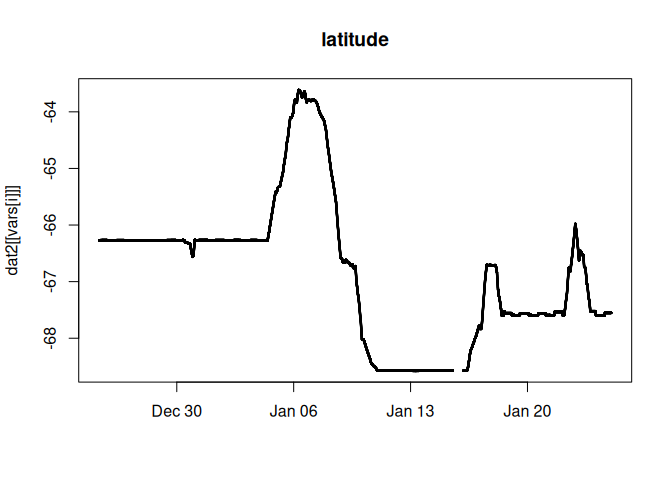 latitude
dat2[[vars[i]]]
-64
-65
-66
-67
-68
Dec 30
Jan 06
Jan 13
Jan 20